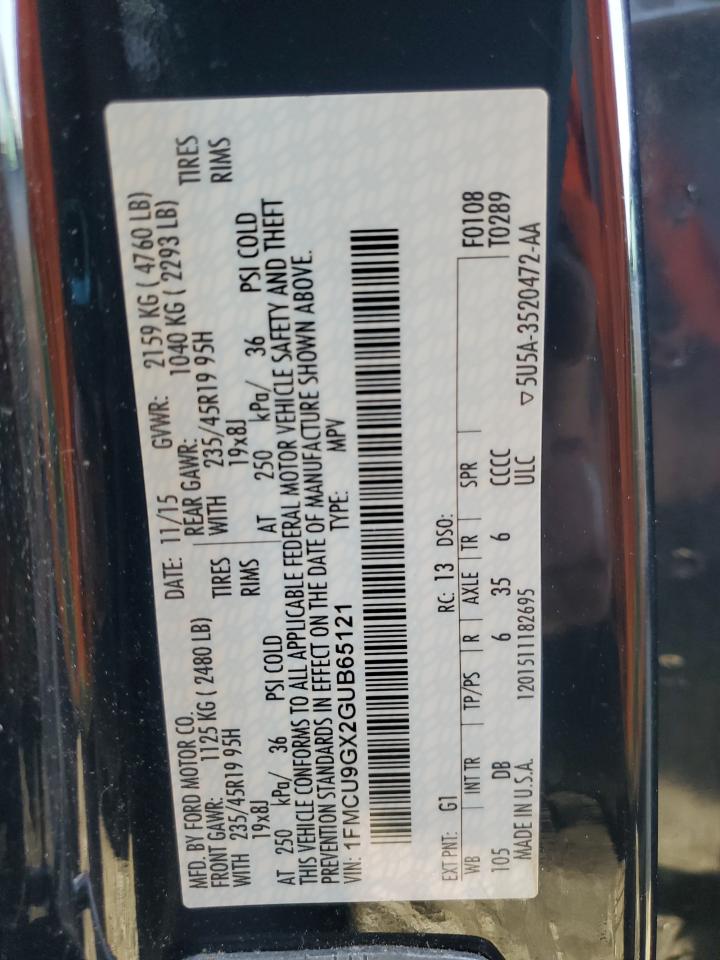 MFD. BY FORD MOTOR CO.
DATE: 11/15 GVWR: 2159 KG ( 4760 LB)
FRONT GAWR: 1125 KG ( 2480 LB) REAR GAWR: 1040 KG ( 2293 LB)
WITH 235/45R19 95H TIRES WITH 235/45R19 95H TIRES
19x8J RIMS 19x8J RIMS
AT 250 kPa/ 36 PSI COLD AT 250 kPa/ 36 PSI COLD
THIS VEHICLE CONFORMS TO ALL APPLICABLE FEDERAL MOTOR VEHICLE SAFETY AND THEFT
PREVENTION STANDARDS IN EFFECT ON THE DATE OF MANUFACTURE SHOWN ABOVE.
VIN: 1FMCU9GX2GUB65121 TYPE: MPV
EXT PNT: G1 RC: 13 DSO: F0108
WB INT TR TP/PS R AXLE TR SPR T0289
105 DB 6 35 6 CCCC
MADE IN U.S.A. 1201511182695 ULC ▽5U5A-3520472-AA